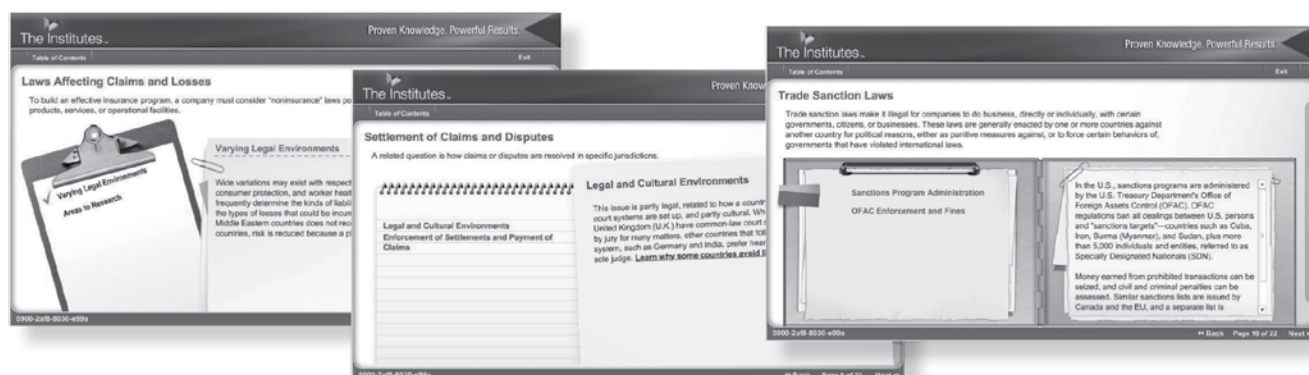 The Institutes
Proven Knowledge. Powerful Results.
Table of Contents
Exit
Laws Affecting Claims and Losses
To build an effective insurance program, a company must consider "noninsurance" laws
products, services, or operational facilities.
Varying Legal Environments
Areas to Research
Varying Legal Environments
Wide variations may exist with respect
consumer protection, and worker
frequently determine the kinds of
the types of losses that could be
Middle Eastern countries does not
countries, risk is reduced because a
0900-2af8-8030-e99a
The Institutes
Proven
Table of Contents
Settlement of Claims and Disputes
A related question is how claims or disputes are resolved in specific jurisdictions.
Legal and Cultural Environments
Enforcement of Settlements and Payment of
Claims
Legal and Cultural Environments
This issue is partly legal, related to how a
court systems are set up, and partly cultural.
United Kingdom (U.K.) have common-law court
by jury for many matters, other countries that
system, such as Germany and India, prefer
sole judge. Learn why some countries avoid
The Institutes
Proven Knowledge. Powerful Results.
Table of Contents
Exit
Trade Sanction Laws
Trade sanction laws make it illegal for companies to do business, directly or individually, with certain
governments, citizens, or businesses. These laws are generally enacted by one or more countries against
another country for political reasons, either as punitive measures against, or to force certain behaviors of,
governments that have violated international laws.
Sanctions Program Administration
OFAC Enforcement and Fines
In the U.S., sanctions programs are administered
by the U.S. Treasury Department's Office of
Foreign Assets Control (OFAC). OFAC
regulations ban all dealings between U.S. persons
and "sanctions targets"—countries such as Cuba,
Iran, Burma (Myanmar), and Sudan, plus more
than 5,000 individuals and entities, referred to as
Specially Designated Nationals (SDN).
Money earned from prohibited transactions can be
seized, and civil and criminal penalties can be
assessed. Similar sanctions lists are issued by
Canada and the EU, and a separate list is
0900-2af8-8030-e99a
Back Page 10 of 22 Next